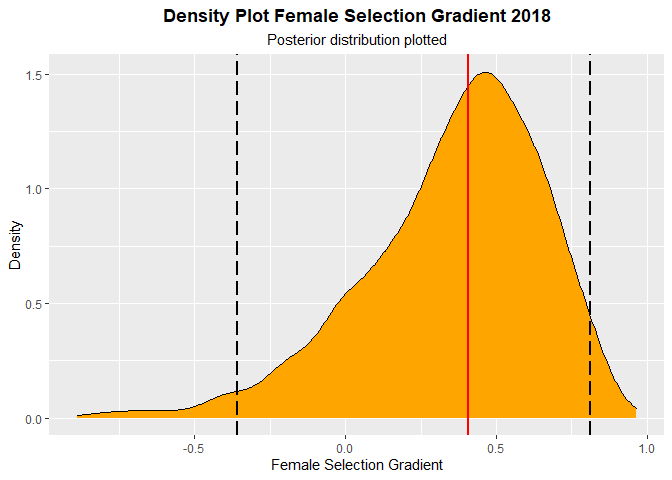 Density Plot Female Selection Gradient 2018
Posterior distribution plotted
1.5
1.0
0.5
0.0
Density
-0.5
0.0
0.5
1.0
Female Selection Gradient